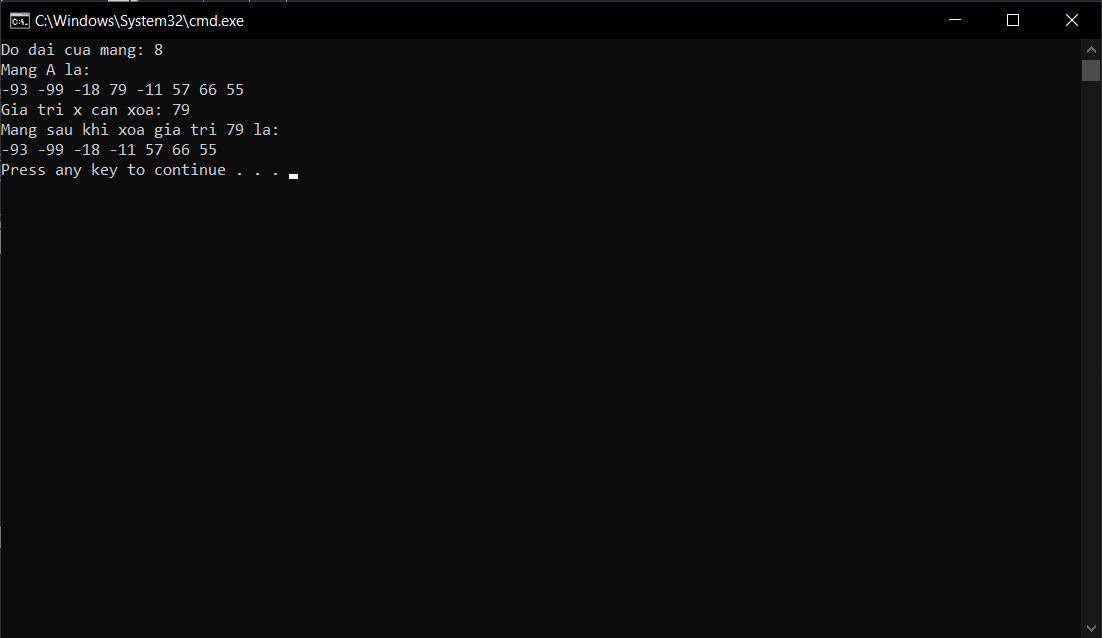 C:\Windows\System32\cmd.exe
Do dai cua mang: 8
Mang A la:
-93 -99 -18 79 -11 57 66 55
Gia tri x can xoa: 79
Mang sau khi xoa gia tri 79 la:
-93 -99 -18 -11 57 66 55
Press any key to continue . . .